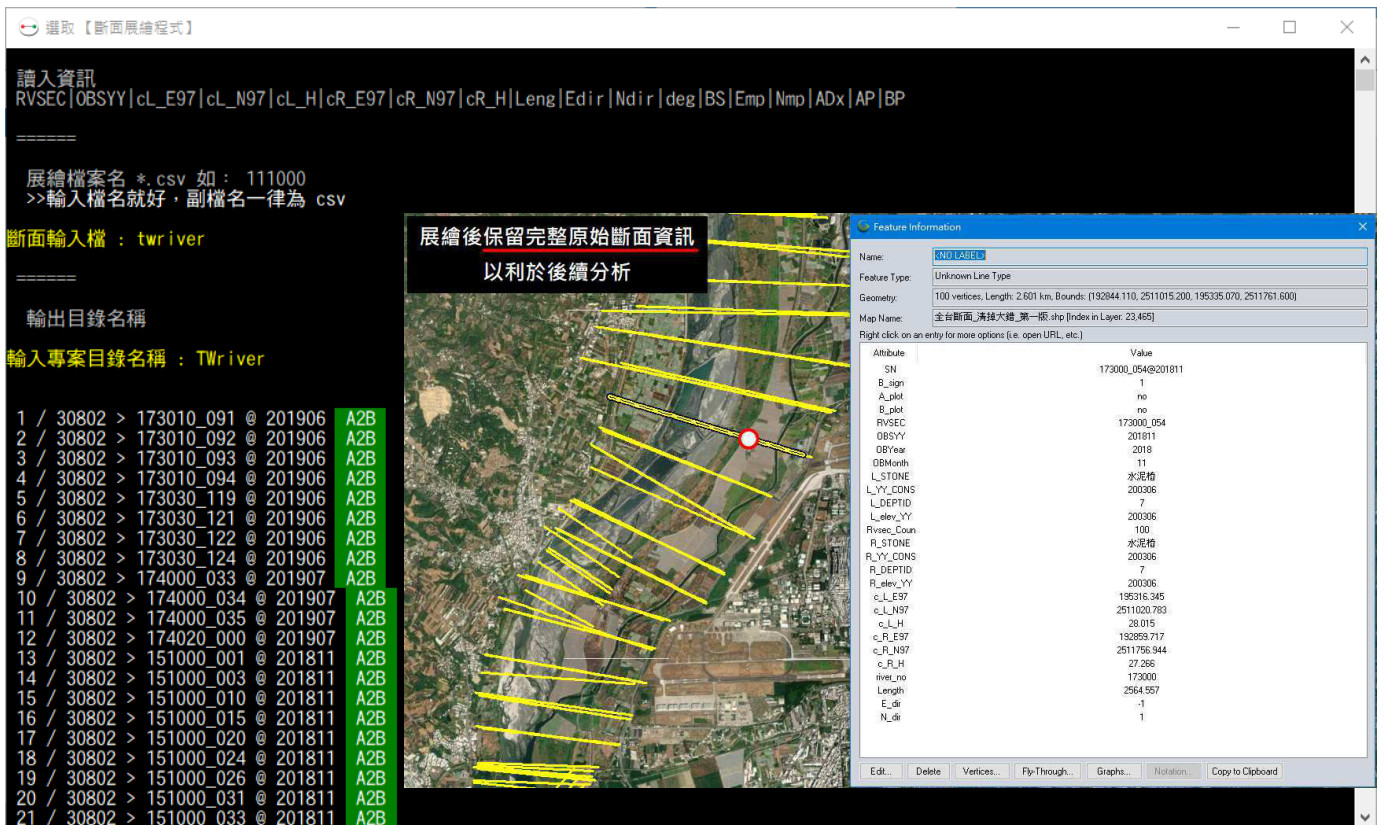 選取 【斷面展繪程式】
讀入資訊
RVSEC|OBSYY|cL_E97|cL_N97|cL_H|cR_E97|cR_N97|cR_H|Leng|Edir|Ndir|deg|BS|Emp|Nmp|ADx|AP|BP
======
展繪檔案名 *.csv 如： 111000
>>輸入檔名就好，副檔名一律為 csv
斷面輸入檔 : twriver
======
輸出目錄名稱
輸入專案目錄名稱 : TWriver
1 / 30802 > 173010_091 @ 201906 A2B
2 / 30802 > 173010_092 @ 201906 A2B
3 / 30802 > 173010_093 @ 201906 A2B
4 / 30802 > 173010_094 @ 201906 A2B
5 / 30802 > 173030_119 @ 201906 A2B
6 / 30802 > 173030_121 @ 201906 A2B
7 / 30802 > 173030_122 @ 201906 A2B
8 / 30802 > 173030_124 @ 201906 A2B
9 / 30802 > 174000_033 @ 201907 A2B
10 / 30802 > 174000_034 @ 201907 A2B
11 / 30802 > 174000_035 @ 201907 A2B
12 / 30802 > 174020_000 @ 201907 A2B
13 / 30802 > 151000_001 @ 201811 A2B
14 / 30802 > 151000_003 @ 201811 A2B
15 / 30802 > 151000_010 @ 201811 A2B
16 / 30802 > 151000_015 @ 201811 A2B
17 / 30802 > 151000_020 @ 201811 A2B
18 / 30802 > 151000_024 @ 201811 A2B
19 / 30802 > 151000_026 @ 201811 A2B
20 / 30802 > 151000_031 @ 201811 A2B
21 / 30802 > 151000_033 @ 201811 A2B
展繪後保留完整原始斷面資訊
以利於後續分析
Feature Information
Name: <NO LABEL>
Feature Type: Unknown Line Type
Geometry: 100 vertices, Length: 2.601 km, Bounds: (192844.110, 2511015.200, 195335.070, 2511761.600)
Map Name: 全台斷面_清掉大錯_第一版.shp [Index in Layer: 23,465]
Right click on an entry for more options (i.e. open URL, etc.)
Attribute Value
SN 173000_054@201811
B_sign 1
A_plot no
B_plot no
RVSEC 173000_054
OBSYY 201811
OBYear 2018
OBMonth 11
L_STONE 水泥樁
L_YY_CONS 200306
L_DEPTID 7
L_elev_YY 200306
Rvsec_Coun 100
R_STONE 水泥樁
R_YY_CONS 200306
R_DEPTID 7
R_elev_YY 200306
c_L_E97 195316.345
c_L_N97 2511020.783
c_L_H 28.015
c_R_E97 192859.717
c_R_N97 2511756.944
c_R_H 27.266
river_no 173000
Length 2564.557
E_dir -1
N_dir 1
Edit... Delete Vertices... Fly-Through... Graphs... Notation... Copy to Clipboard